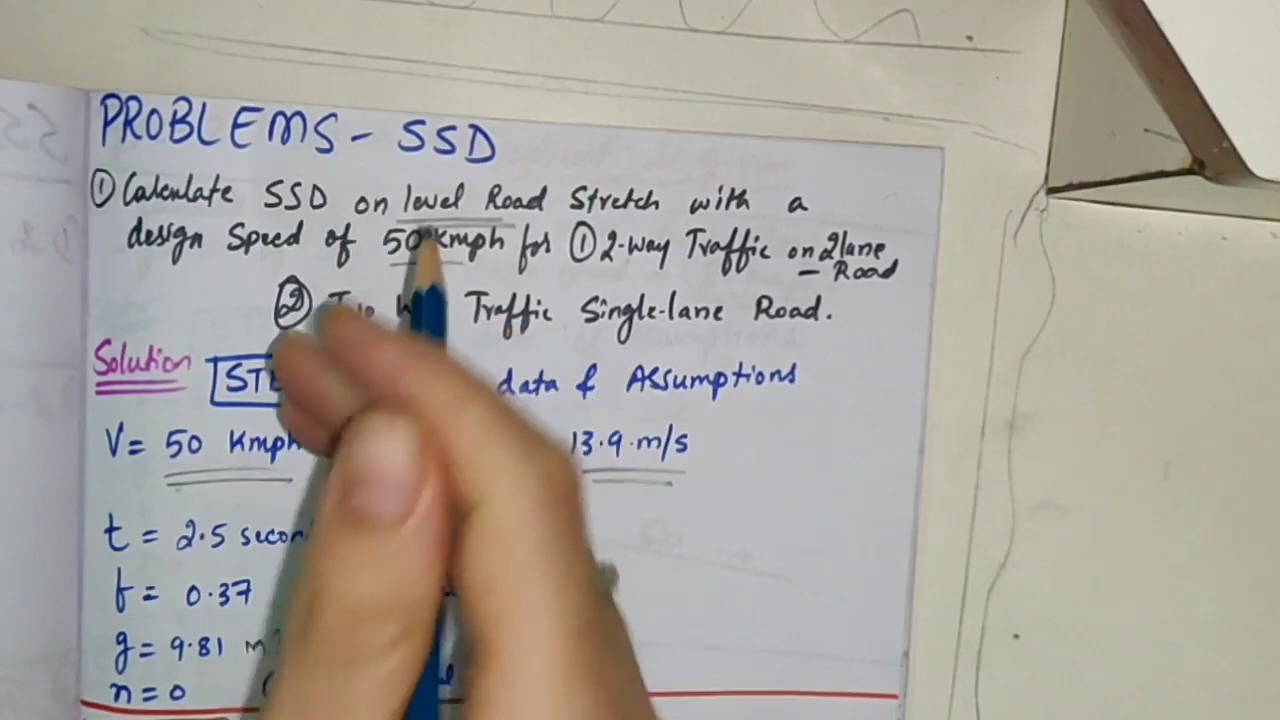 PROBLEMS - SSD
① Calculate SSD on level Road Stretch with a
design Speed of 50 Kmph for ① 2-way Traffic on 2 lane
- Road
② Traffic Single-lane Road.
Solution data & Assumptions
V = 50 Kmph 13.9 m/s
t = 2.5
f = 0.37
g = 9.81
n = 0